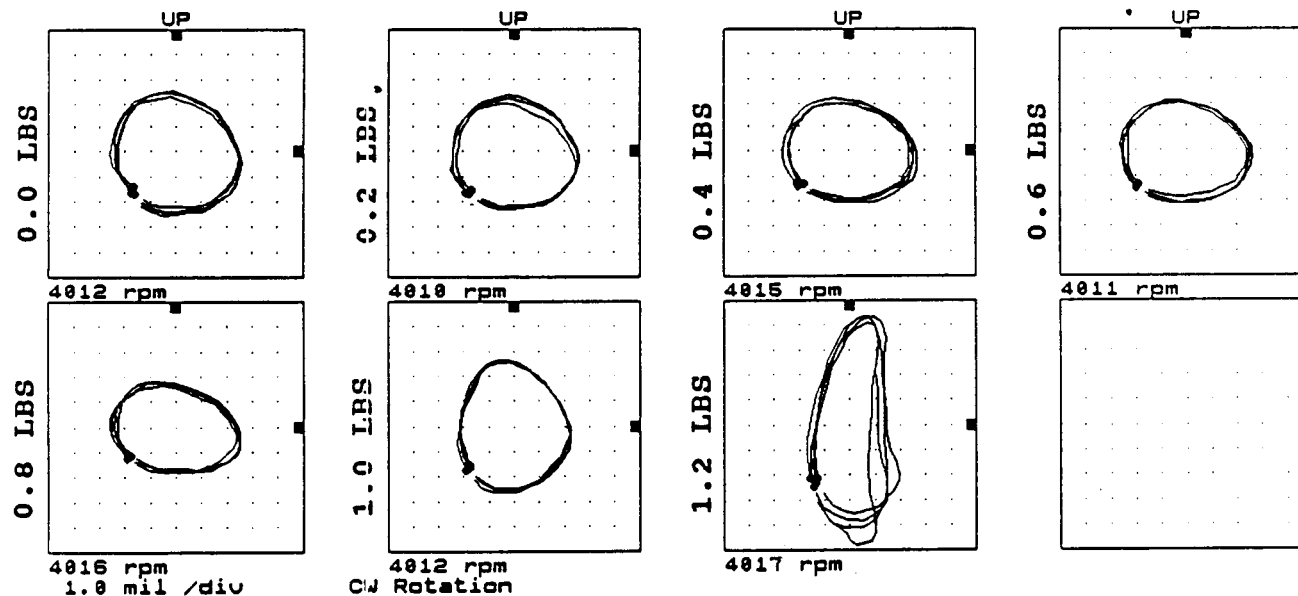 UP UP UP UP
0.0 LBS 0.2 LBS 0.4 LBS 0.6 LBS
4012 rpm 4010 rpm 4015 rpm 4011 rpm
0.8 LBS 1.0 LBS 1.2 LBS
4016 rpm 4012 rpm 4017 rpm
1.0 mil /div CW Rotation